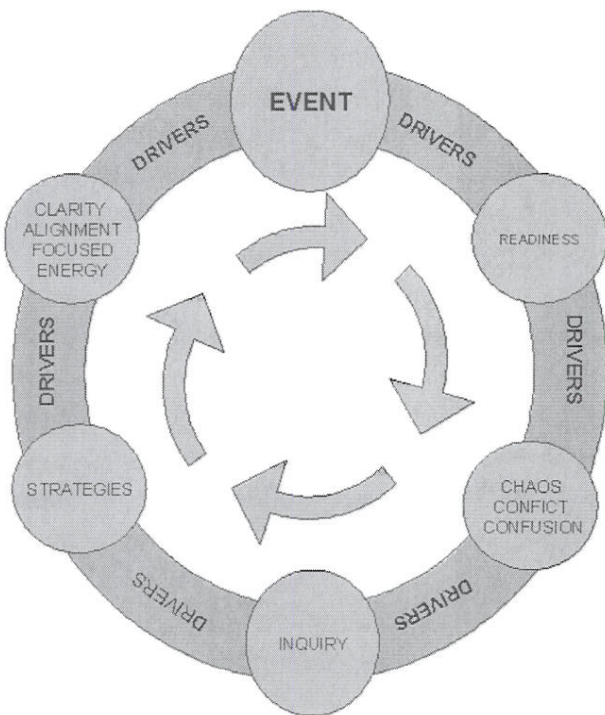 EVENT
DRIVERS
READINESS
DRIVERS
CHAOS
CONFICT
CONFUSION
DRIVERS
INQUIRY
DRIVERS
STRATEGIES
DRIVERS
CLARITY
ALIGNMENT
FOCUSED
ENERGY
DRIVERS